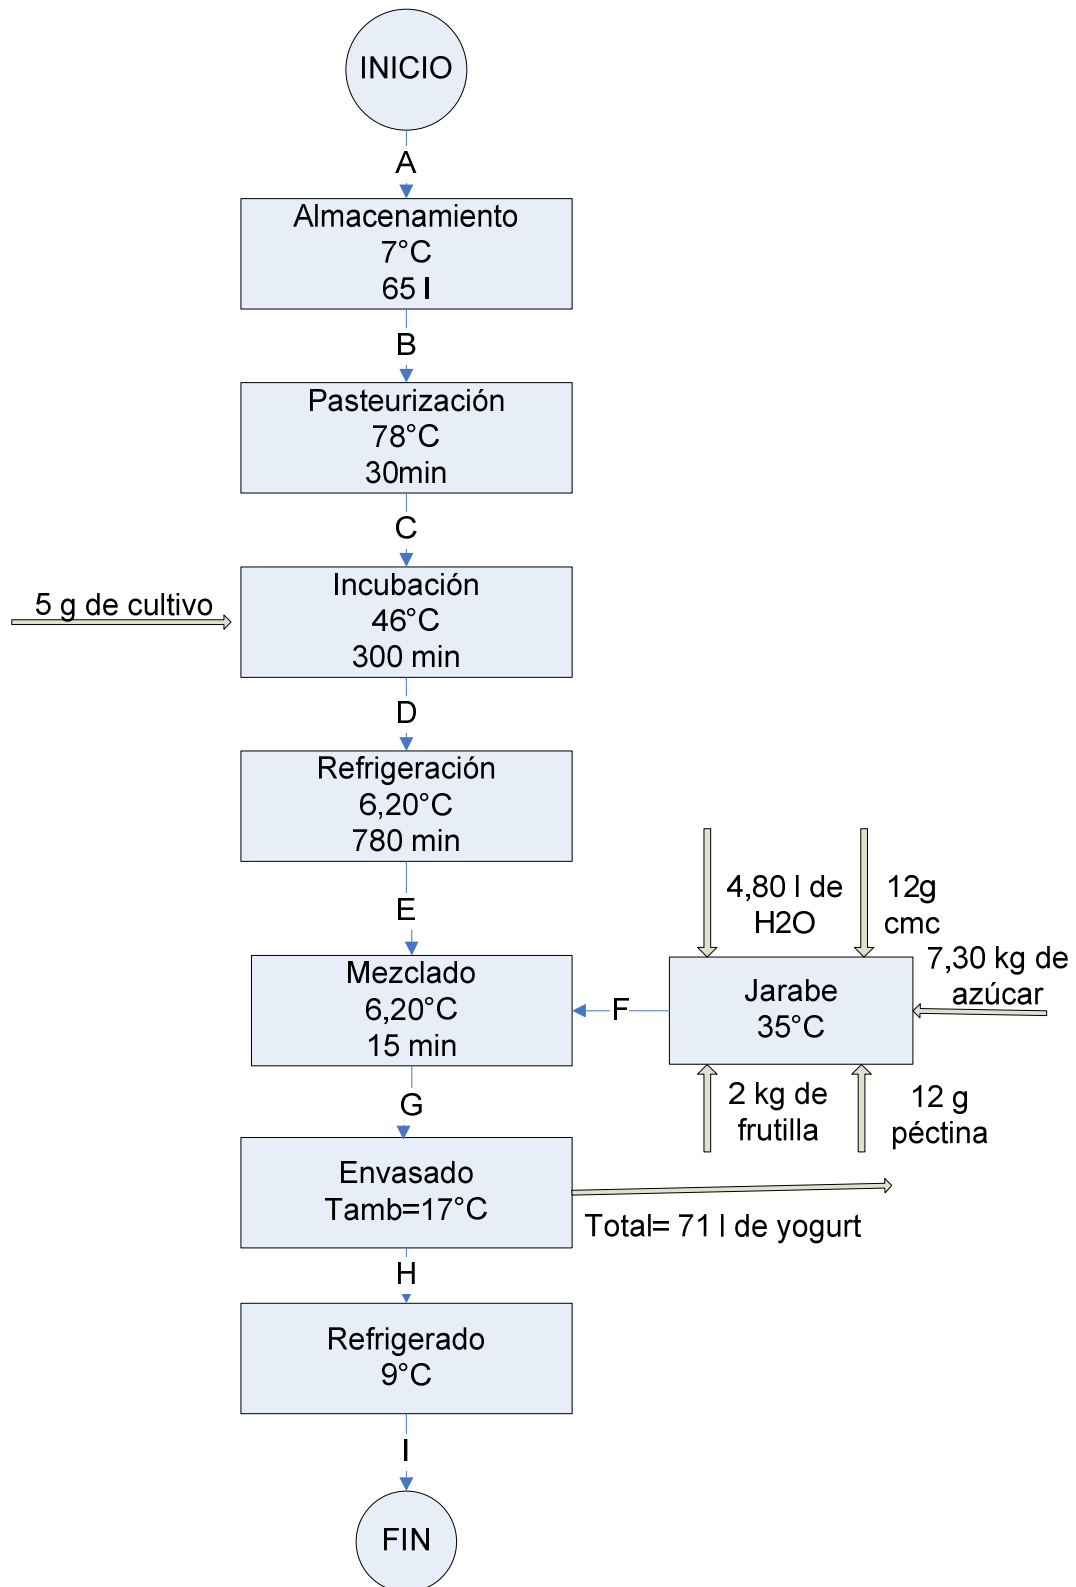 INICIO
A
Almacenamiento
7°C
65 l
B
Pasteurización
78°C
30min
C
5 g de cultivo
Incubación
46°C
300 min
D
Refrigeración
6,20°C
780 min
E
4,80 l de
H2O
12g
cmc
7,30 kg de
azúcar
Mezclado
6,20°C
15 min
F
Jarabe
35°C
2 kg de
frutilla
12 g
péctina
G
Envasado
Tamb=17°C
Total= 71 l de yogurt
H
Refrigerado
9°C
I
FIN